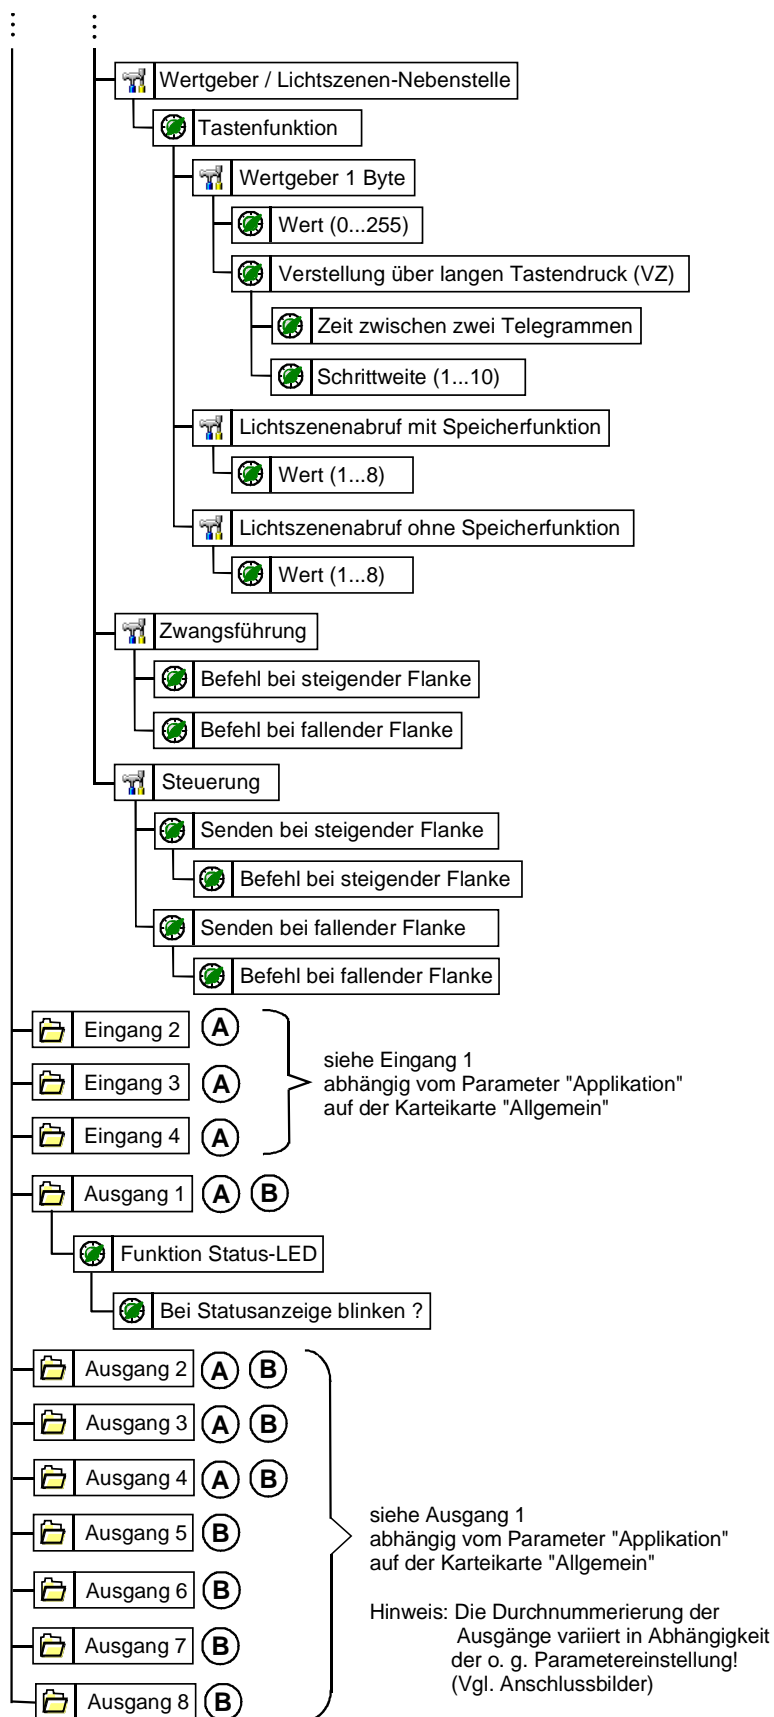 Wertgeber / Lichtszenen-Nebenstelle
Tastenfunktion
Wertgeber 1 Byte
Wert (0...255)
Verstellung über langen Tastendruck (VZ)
Zeit zwischen zwei Telegrammen
Schrittweite (1...10)
Lichtszenenabruf mit Speicherfunktion
Wert (1...8)
Lichtszenenabruf ohne Speicherfunktion
Wert (1...8)
Zwangsführung
Befehl bei steigender Flanke
Befehl bei fallender Flanke
Steuerung
Senden bei steigender Flanke
Befehl bei steigender Flanke
Senden bei fallender Flanke
Befehl bei fallender Flanke
Eingang 2 A
Eingang 3 A
Eingang 4 A
siehe Eingang 1
abhängig vom Parameter "Applikation"
auf der Karteikarte "Allgemein"
Ausgang 1 A B
Funktion Status-LED
Bei Statusanzeige blinken ?
Ausgang 2 A B
Ausgang 3 A B
Ausgang 4 A B
Ausgang 5 B
Ausgang 6 B
Ausgang 7 B
Ausgang 8 B
siehe Ausgang 1
abhängig vom Parameter "Applikation"
auf der Karteikarte "Allgemein"
Hinweis: Die Durchnummerierung der
Ausgänge variiert in Abhängigkeit
der o. g. Parametereinstellung!
(Vgl. Anschlussbilder)